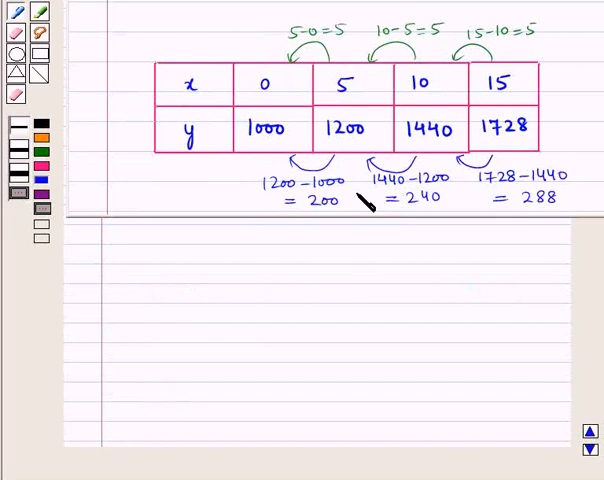 5-0=5 10-5=5 15-10=5
x 0 5 10 15
y 1000 1200 1440 1728
1200-1000 1440-1200 1728-1440
= 200 = 240 = 288